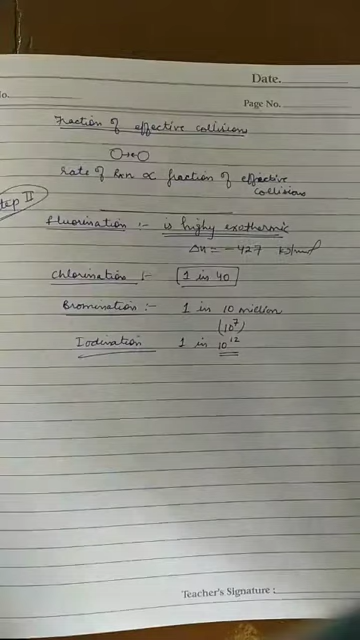 Date.
No.
Page No.
Fraction of effective collision
rate of Rxn ∝ fraction of effective
collisions
Step II
Fluorination :- is highly exothermic
ΔH = -427 kJ/mol
Chlorination :- 1 in 40
Bromination :- 1 in 10 million
(10⁷)
Iodination 1 in 10¹²
Teacher's Signature :